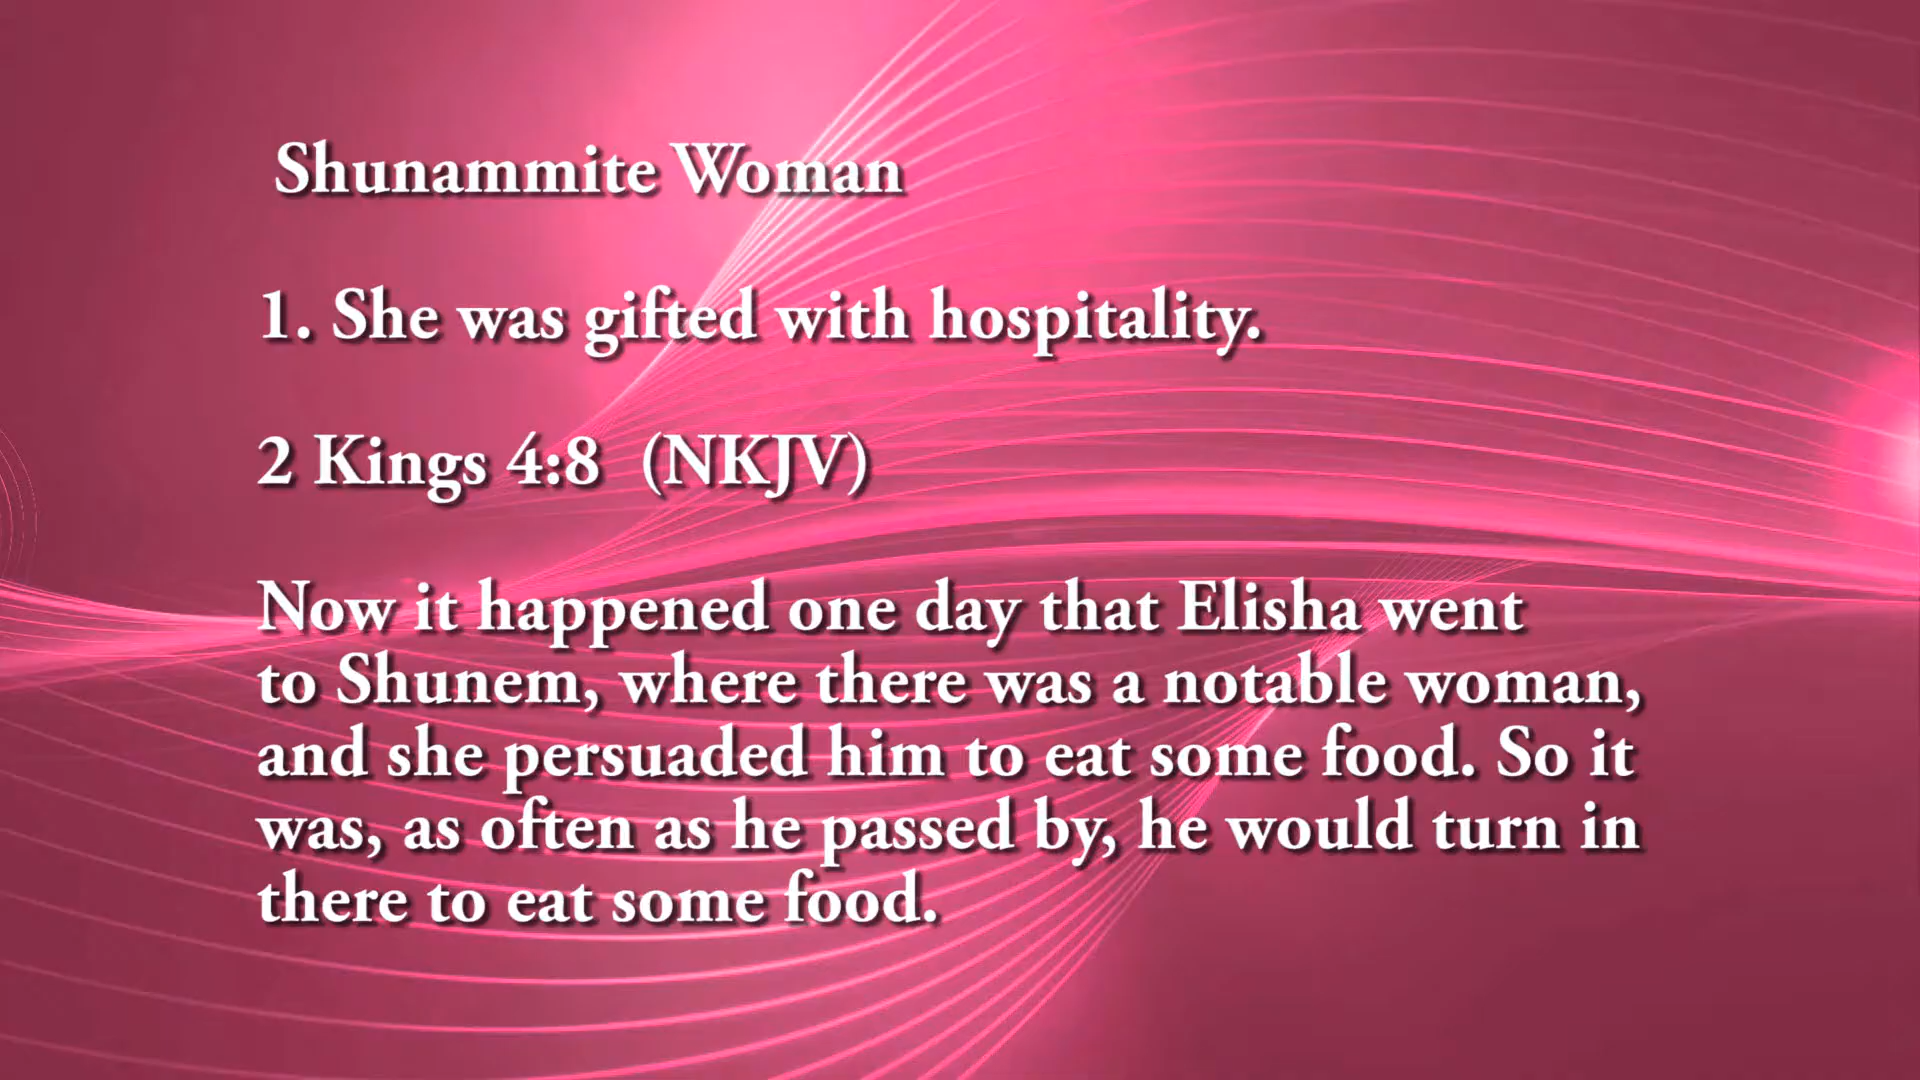 Shunammite Woman
1. She was gifted with hospitality.
2 Kings 4:8 (NKJV)
Now it happened one day that Elisha went
to Shunem, where there was a notable woman,
and she persuaded him to eat some food. So it
was, as often as he passed by, he would turn in
there to eat some food.